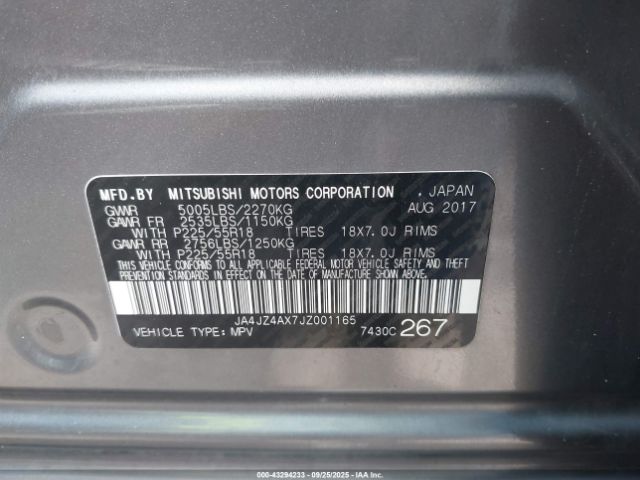 MFD.BY MITSUBISHI MOTORS CORPORATION , JAPAN
GVWR 5005LBS/2270KG AUG 2017
GAWR FR 2535LBS/1150KG
WITH P225/55R18 TIRES 18X7.0J RIMS
GAWR RR 2756LBS/1250KG
WITH P225/55R18 TIRES 18X7.0J RIMS
THIS VEHICLE CONFORMS TO ALL APPLICABLE FEDERAL MOTOR VEHICLE SAFETY AND THEFT
PREVENTION STANDARDS IN EFFECT ON THE DATE OF MANUFACTURE SHOWN ABOVE.
JA4JZ4AX7JZ001165
VEHICLE TYPE: MPV 7430C 267
000-43294233 - 09/25/2025 - COPYRIGHT IAA, LLC.